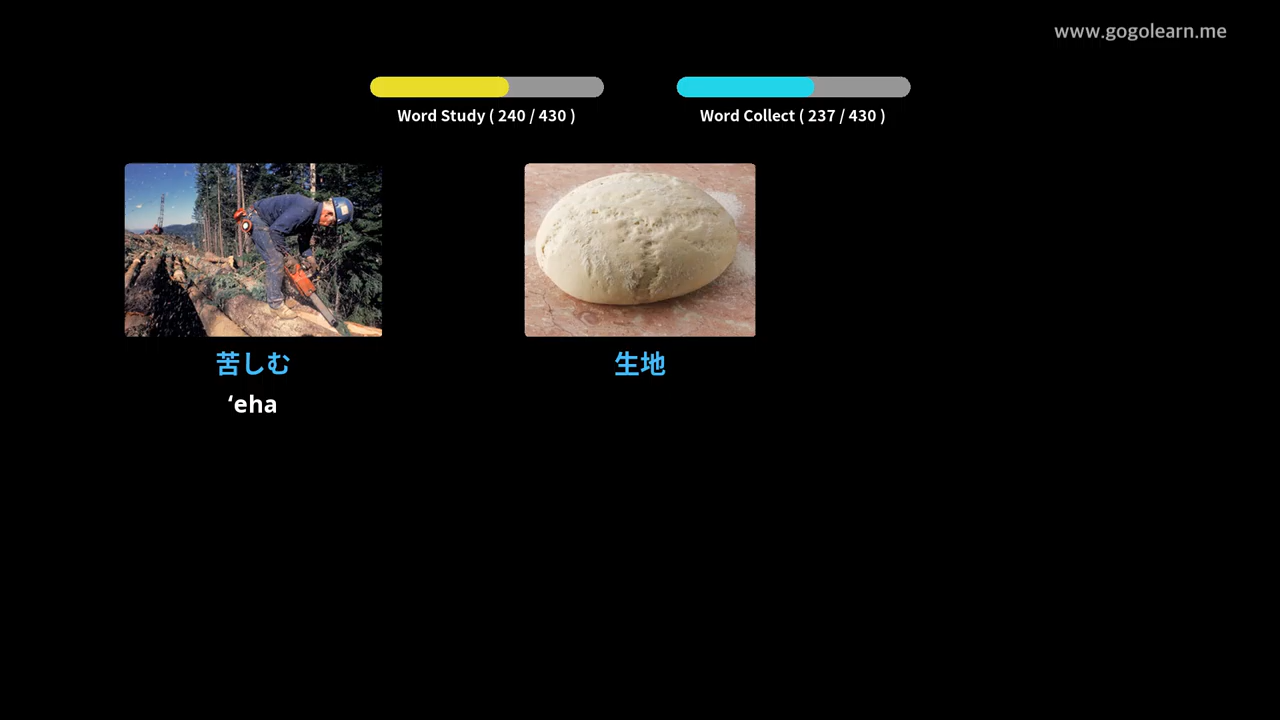 www.gogolearn.me
Word Study ( 240 / 430 )
Word Collect ( 237 / 430 )
苦しむ
ʻeha
生地